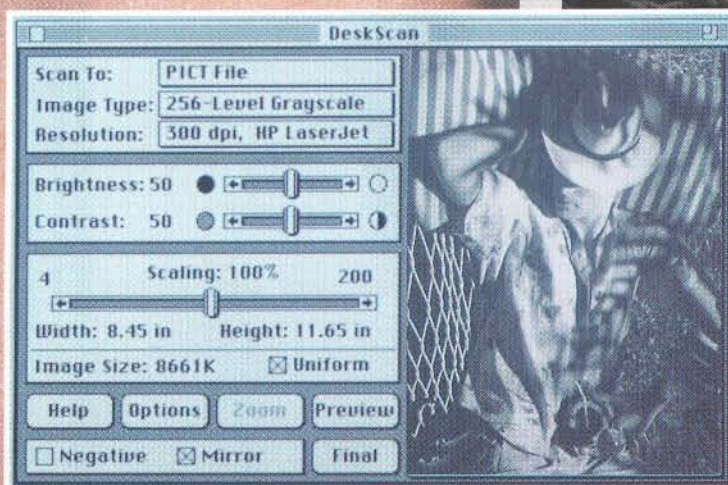 DeskScan
Scan To: PICT File
Image Type: 256-Level Grayscale
Resolution: 300 dpi, HP LaserJet
Brightness: 50
Contrast: 50
4 Scaling: 100% 200
Width: 8.45 in Height: 11.65 in
Image Size: 8661K Uniform
Help Options Zoom Preview
Negative Mirror Final